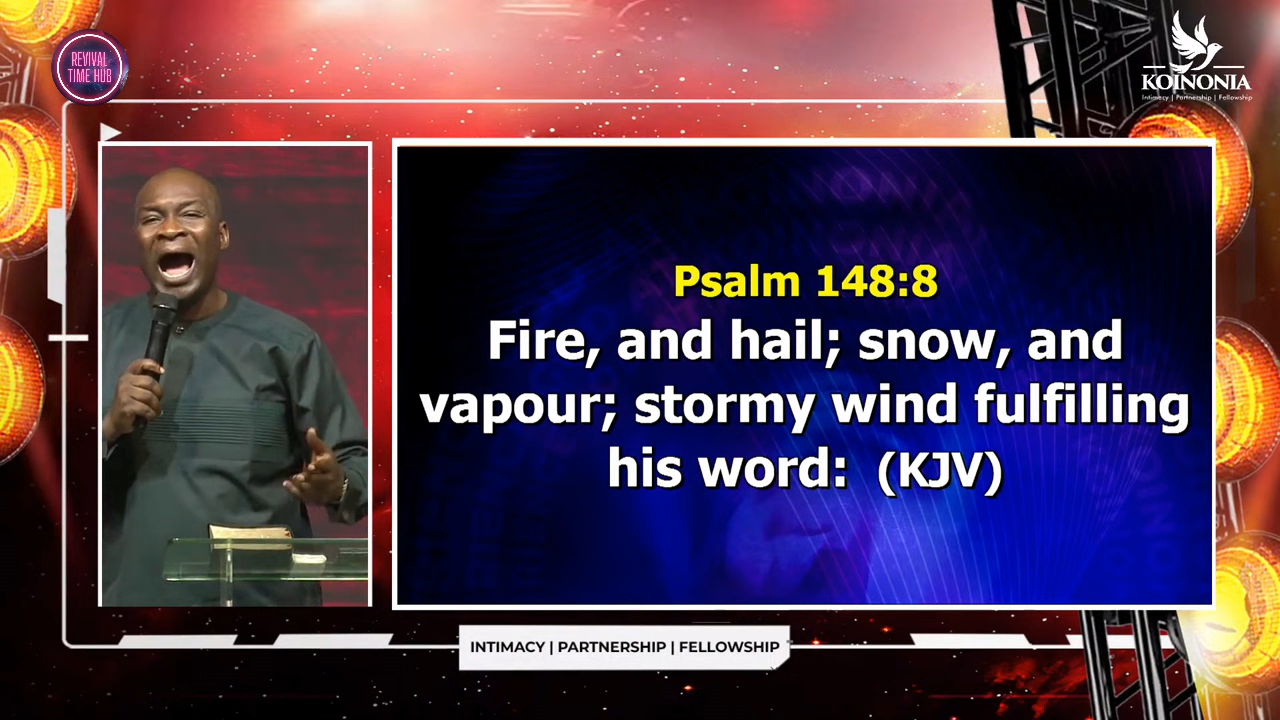 REVIVAL
TIME HUB
KOINONIA
Intimacy | Partnership | Fellowship
Psalm 148:8
Fire, and hail; snow, and
vapour; stormy wind fulfilling
his word: (KJV)
INTIMACY | PARTNERSHIP | FELLOWSHIP